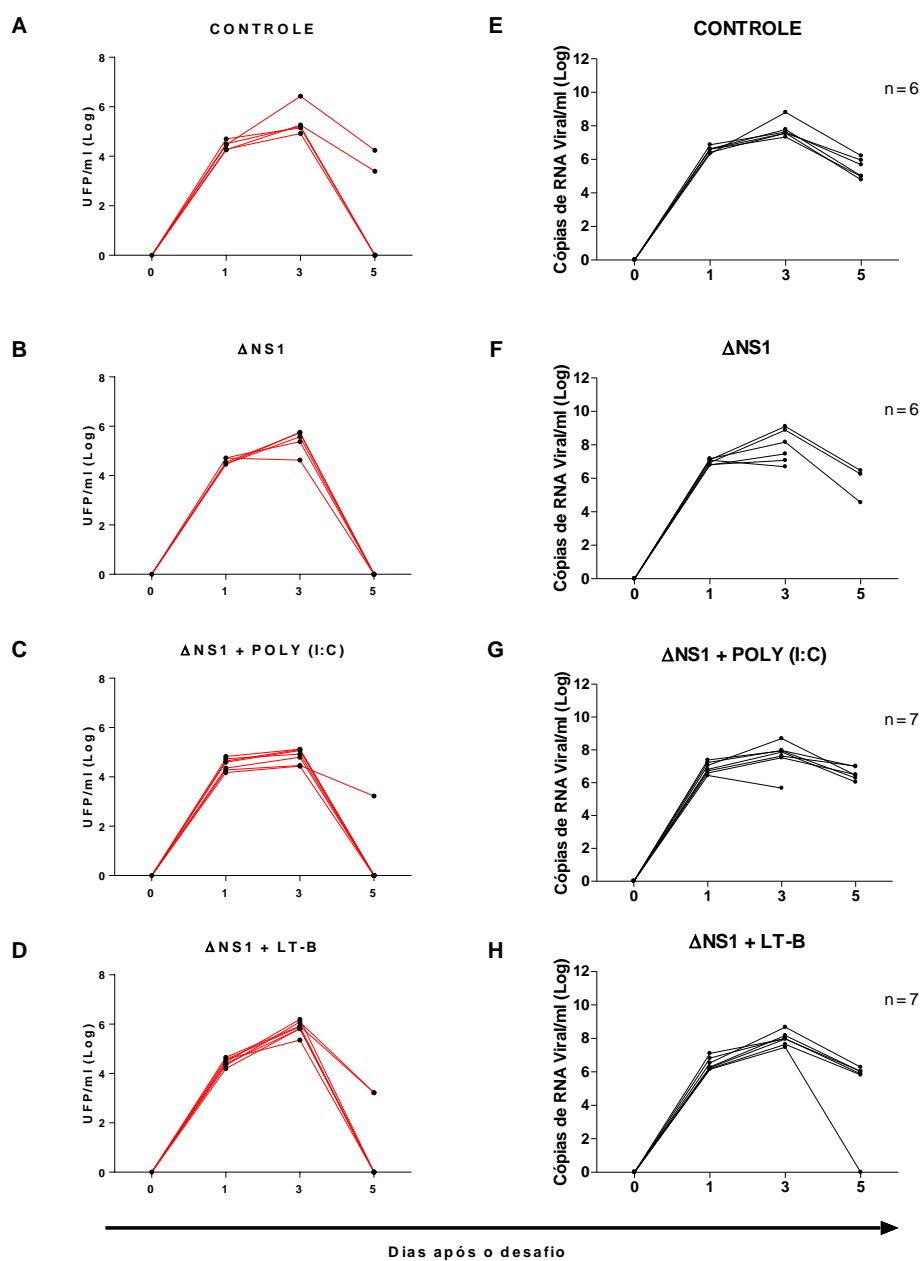 A
CONTROLE
UFP/ml (Log)
8
6
4
2
0
0 1 3 5
E
CONTROLE
n=6
Cópias de RNA Viral/ml (Log)
12
10
8
6
4
2
0
0 1 3 5
B
ΔNS1
UFP/ml (Log)
8
6
4
2
0
0 1 3 5
F
ΔNS1
n=6
Cópias de RNA Viral/ml (Log)
12
10
8
6
4
2
0
0 1 3 5
C
ΔNS1 + POLY (I:C)
UFP/ml (Log)
8
6
4
2
0
0 1 3 5
G
ΔNS1 + POLY (I:C)
n=7
Cópias de RNA Viral/ml (Log)
12
10
8
6
4
2
0
0 1 3 5
D
ΔNS1 + LT-B
UFP/ml (Log)
8
6
4
2
0
0 1 3 5
H
ΔNS1 + LT-B
n=7
Cópias de RNA Viral/ml (Log)
12
10
8
6
4
2
0
0 1 3 5
Dias após o desafio